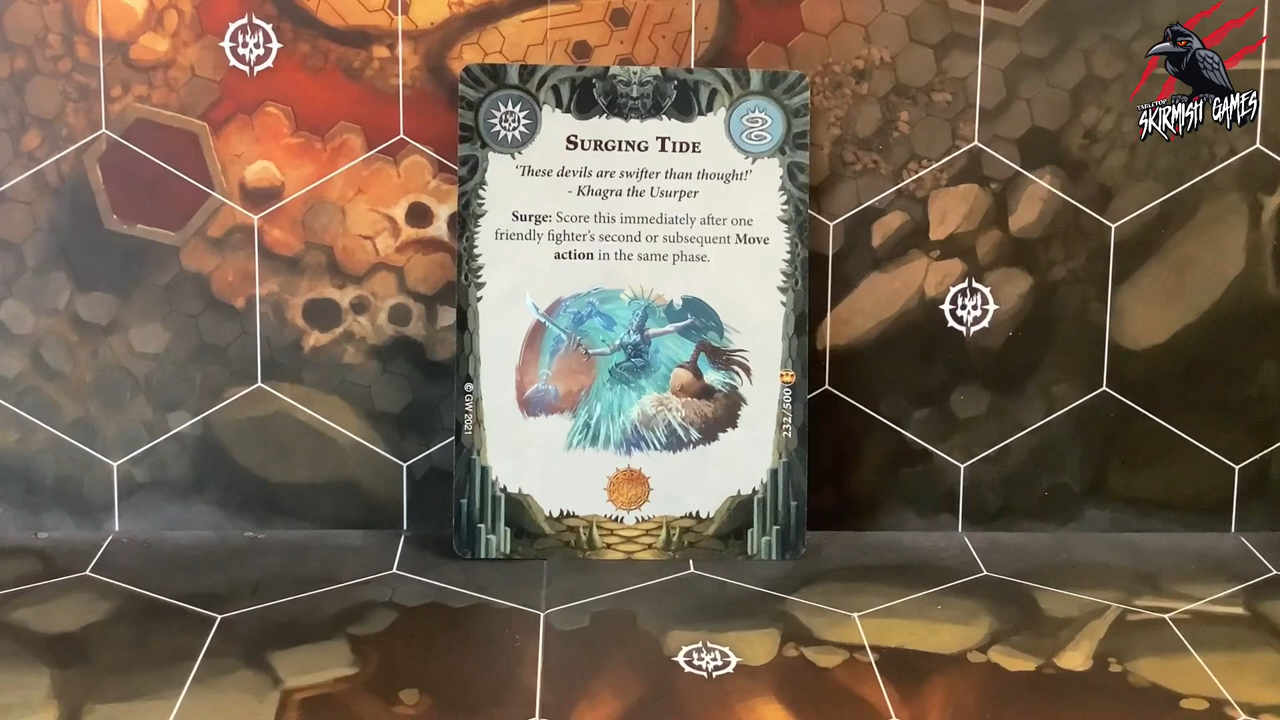 TABLETOP
SKIRMISH GAMES
SURGING TIDE
'These devils are swifter than thought!'
- Khagra the Usurper
Surge: Score this immediately after one
friendly fighter's second or subsequent Move
action in the same phase.
© GW 2021
232/500